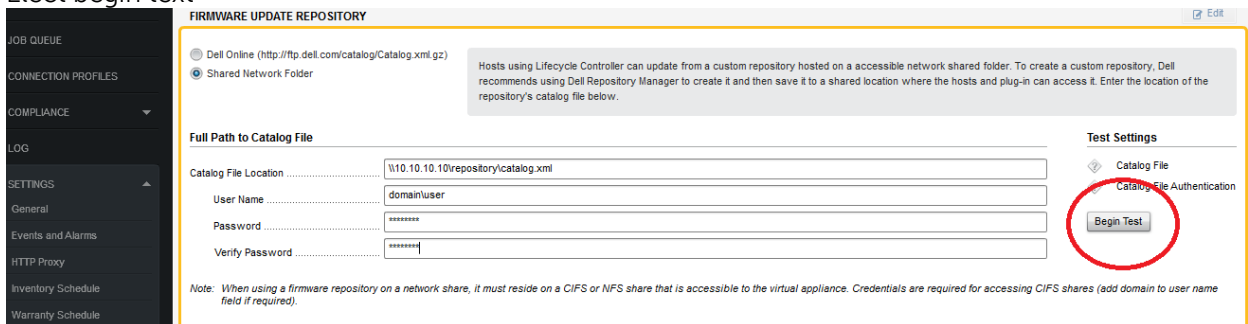 FIRMWARE UPDATE REPOSITORY
Edit
JOB QUEUE
CONNECTION PROFILES
COMPLIANCE
LOG
SETTINGS
General
Events and Alarms
HTTP Proxy
Inventory Schedule
Warranty Schedule
Dell Online (http://ftp.dell.com/catalog/Catalog.xml.gz)
Shared Network Folder
Hosts using Lifecycle Controller can update from a custom repository hosted on a accessible network shared folder. To create a custom repository, Dell
recommends using Dell Repository Manager to create it and then save it to a shared location where the hosts and plug-in can access it. Enter the location of the
repository's catalog file below.
Full Path to Catalog File
Catalog File Location ................................ \\10.10.10.10\repository\catalog.xml
User Name ...................................... domain\user
Password ........................................ ********
Verify Password ............................. ********
Test Settings
Catalog File
Catalog File Authentication
Begin Test
Note: When using a firmware repository on a network share, it must reside on a CIFS or NFS share that is accessible to the virtual appliance. Credentials are required for accessing CIFS shares (add domain to user name
field if required).